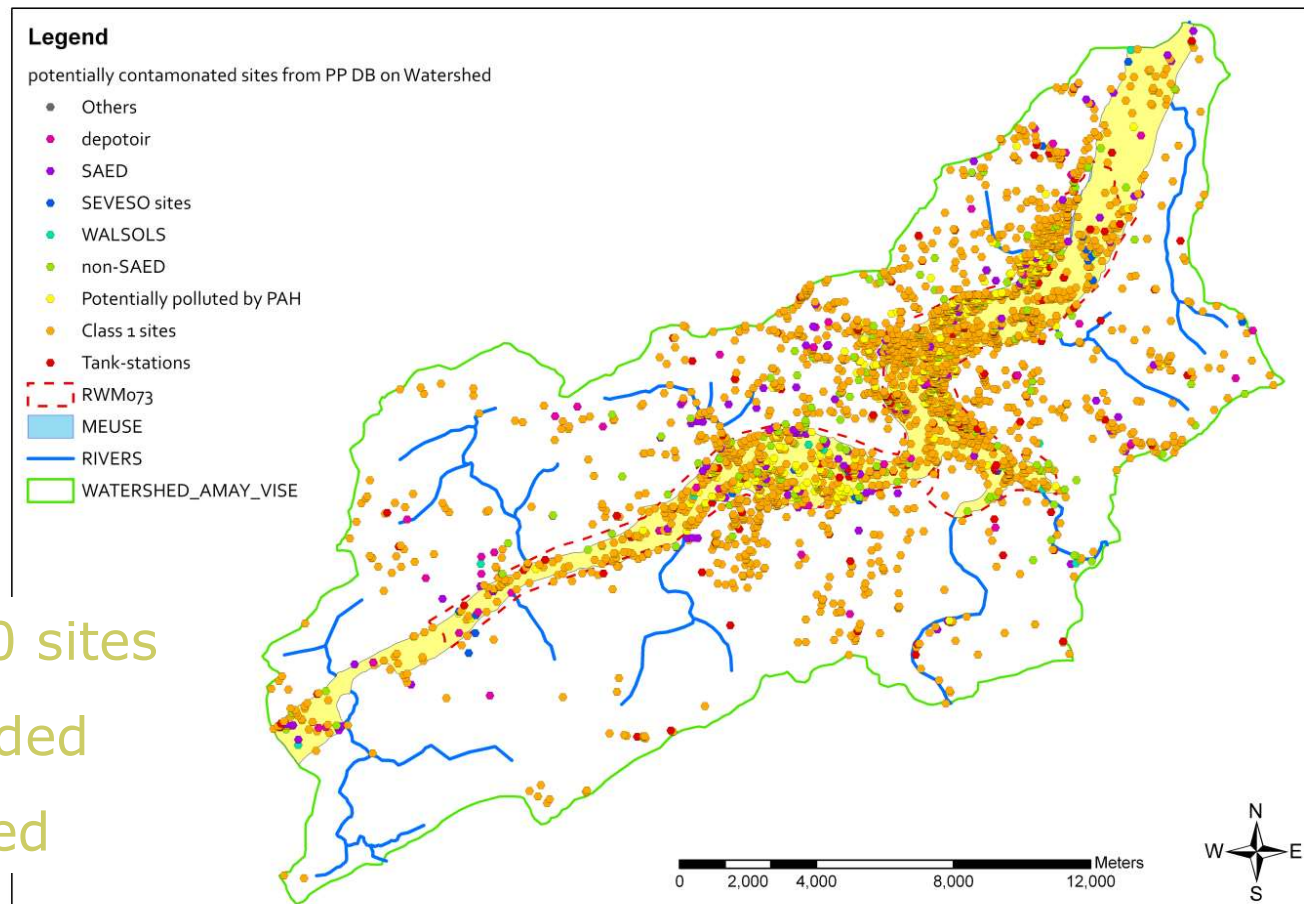 Legend
potentially contamonated sites from PP DB on Watershed
Others
depotoir
SAED
SEVESO sites
WALSOLS
non-SAED
Potentially polluted by PAH
Class 1 sites
Tank-stations
RWM073
MEUSE
RIVERS
WATERSHED_AMAY_VISE
0 sites
ded
ed
N
W E
S
Meters
0 2,000 4,000 8,000 12,000